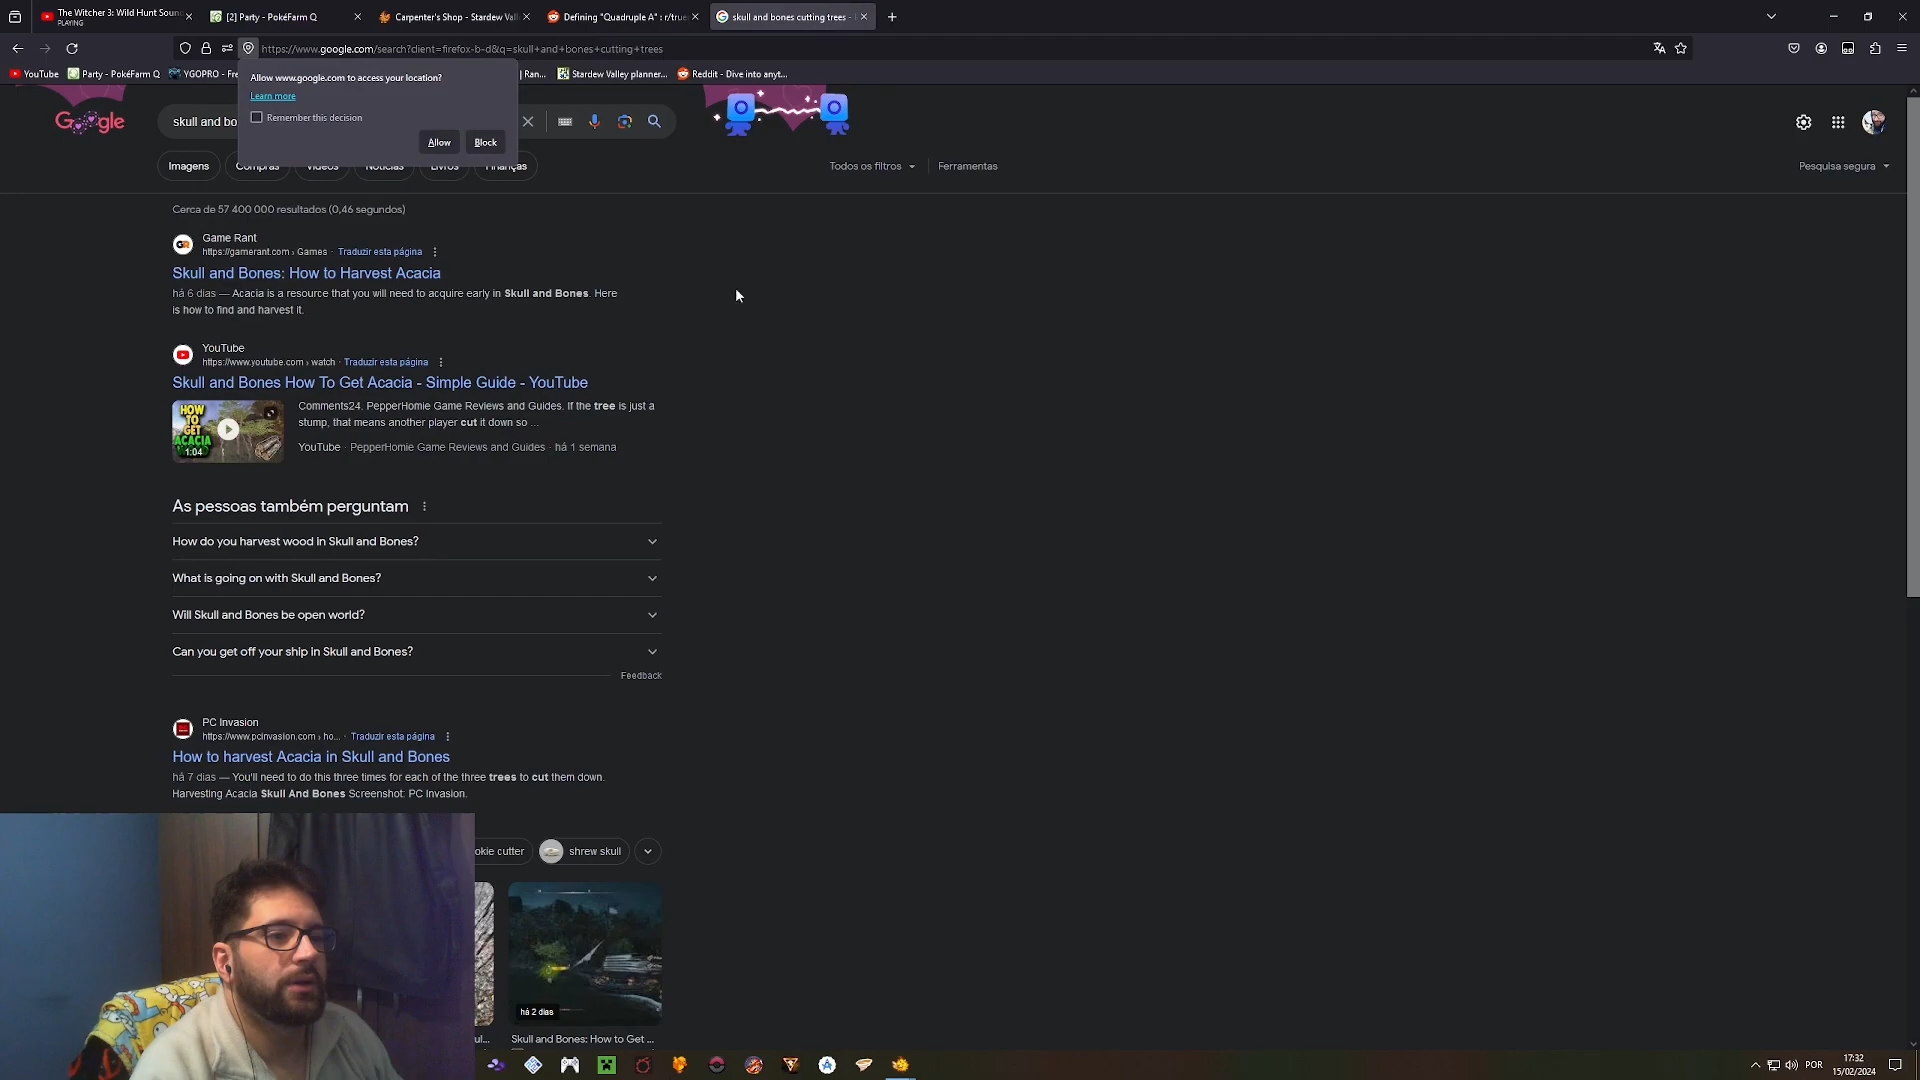 The Witcher 3: Wild Hunt Soun
PLAYING
[2] Party - PokéFarm Q
Carpenter's Shop - Stardew Vall
Defining "Quadruple A" : r/true
skull and bones cutting trees -
https://www.google.com/search?client=firefox-b-d&q=skull+and+bones+cutting+trees
YouTube
Party - PokéFarm Q
YGOPRO - Fre
| Ran...
Stardew Valley planner...
Reddit - Dive into anyt...
Allow www.google.com to access your location?
Learn more
Remember this decision
Allow
Block
Google
skull and bo
Imagens
Compras
Vídeos
Notícias
Livros
Finanças
Todos os filtros
Ferramentas
Pesquisa segura
Cerca de 57 400 000 resultados (0,46 segundos)
GR
Game Rant
https://gamerant.com › Games · Traduzir esta página
Skull and Bones: How to Harvest Acacia
há 6 dias — Acacia is a resource that you will need to acquire early in Skull and Bones. Here
is how to find and harvest it.
YouTube
https://www.youtube.com › watch · Traduzir esta página
Skull and Bones How To Get Acacia - Simple Guide - YouTube
HOW
TO
GET
ACACIA
1:04
Comments24. PepperHomie Game Reviews and Guides. If the tree is just a
stump, that means another player cut it down so ...
YouTube · PepperHomie Game Reviews and Guides · há 1 semana
As pessoas também perguntam
How do you harvest wood in Skull and Bones?
What is going on with Skull and Bones?
Will Skull and Bones be open world?
Can you get off your ship in Skull and Bones?
Feedback
PC Invasion
https://www.pcinvasion.com › ho... · Traduzir esta página
How to harvest Acacia in Skull and Bones
há 7 dias — You'll need to do this three times for each of the three trees to cut them down.
Harvesting Acacia Skull And Bones Screenshot: PC Invasion.
okie cutter
shrew skull
há 2 dias
ul...
Skull and Bones: How to Get ...
POR
17:32
15/02/2024